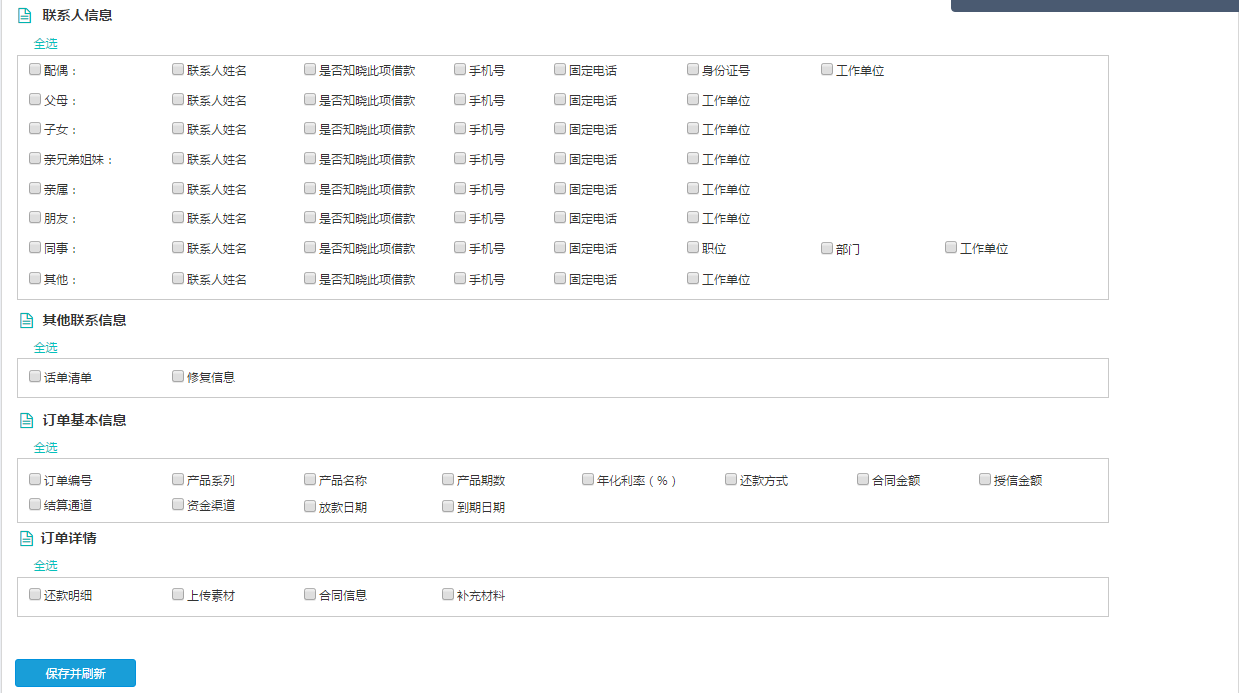 联系人信息
全选
配偶： 联系人姓名 是否知晓此项借款 手机号 固定电话 身份证号 工作单位
父母： 联系人姓名 是否知晓此项借款 手机号 固定电话 工作单位
子女： 联系人姓名 是否知晓此项借款 手机号 固定电话 工作单位
亲兄弟姐妹： 联系人姓名 是否知晓此项借款 手机号 固定电话 工作单位
亲属： 联系人姓名 是否知晓此项借款 手机号 固定电话 工作单位
朋友： 联系人姓名 是否知晓此项借款 手机号 固定电话 工作单位
同事： 联系人姓名 是否知晓此项借款 手机号 固定电话 职位 部门 工作单位
其他： 联系人姓名 是否知晓此项借款 手机号 固定电话 工作单位
其他联系信息
全选
话单清单 修复信息
订单基本信息
全选
订单编号 产品系列 产品名称 产品期数 年化利率（%） 还款方式 合同金额 授信金额
结算通道 资金渠道 放款日期 到期日期
订单详情
全选
还款明细 上传素材 合同信息 补充材料
保存并刷新